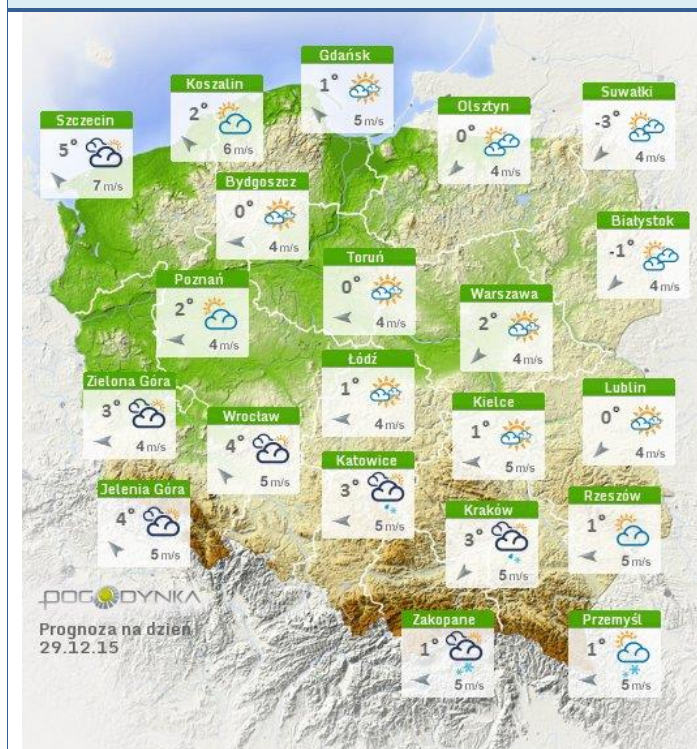 Gdańsk
1°
5 m/s
Koszalin
2°
6 m/s
Suwałki
-3°
4 m/s
Olsztyn
0°
4 m/s
Szczecin
5°
7 m/s
Bydgoszcz
0°
4 m/s
Białystok
-1°
4 m/s
Toruń
0°
4 m/s
Poznań
2°
4 m/s
Warszawa
2°
4 m/s
Łódź
1°
4 m/s
Zielona Góra
3°
4 m/s
Lublin
0°
4 m/s
Kielce
1°
5 m/s
Wrocław
4°
5 m/s
Katowice
3°
5 m/s
Jelenia Góra
4°
5 m/s
Rzeszów
1°
5 m/s
Kraków
3°
5 m/s
POGODYNKA
Prognoza na dzień
29.12.15
Zakopane
1°
5 m/s
Przemyśl
1°
5 m/s